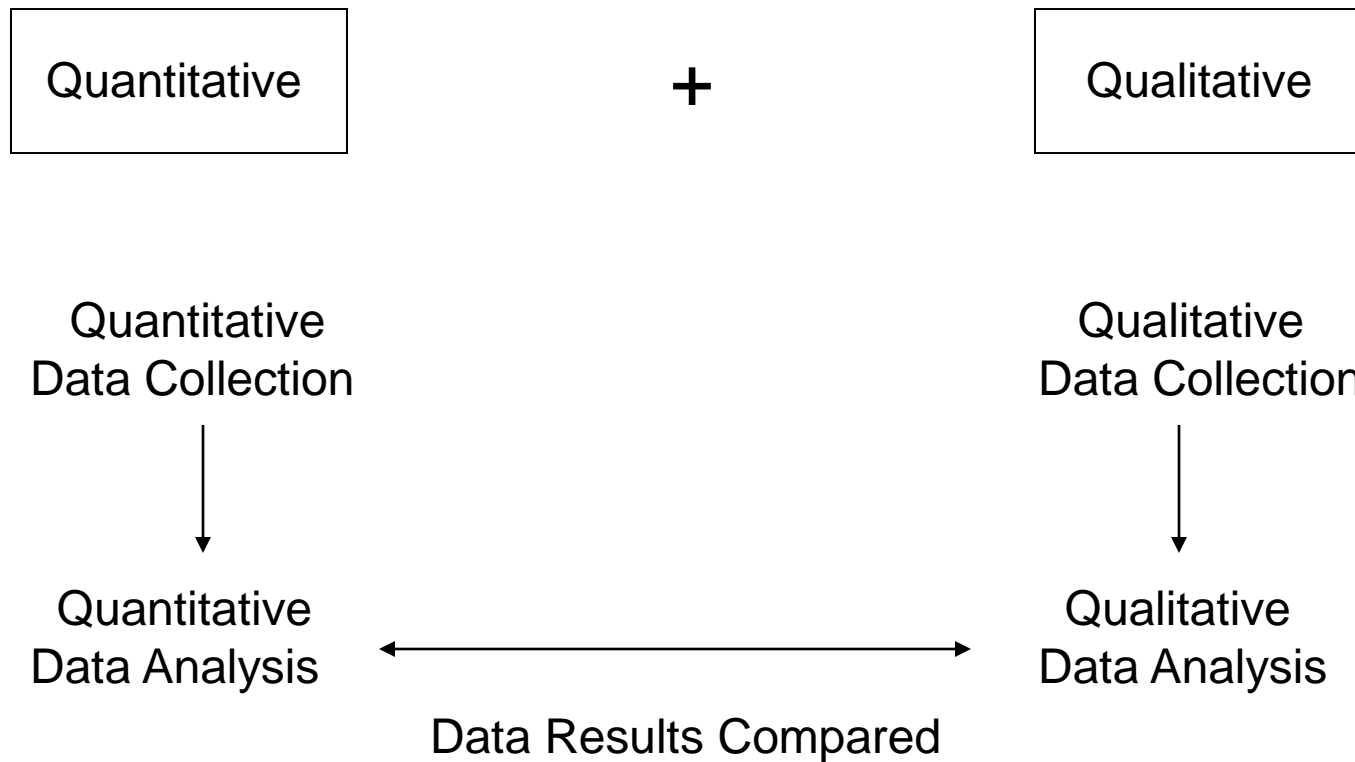 Quantitative + Qualitative
Quantitative
Data Collection
Qualitative
Data Collection
Quantitative
Data Analysis
Qualitative
Data Analysis
Data Results Compared